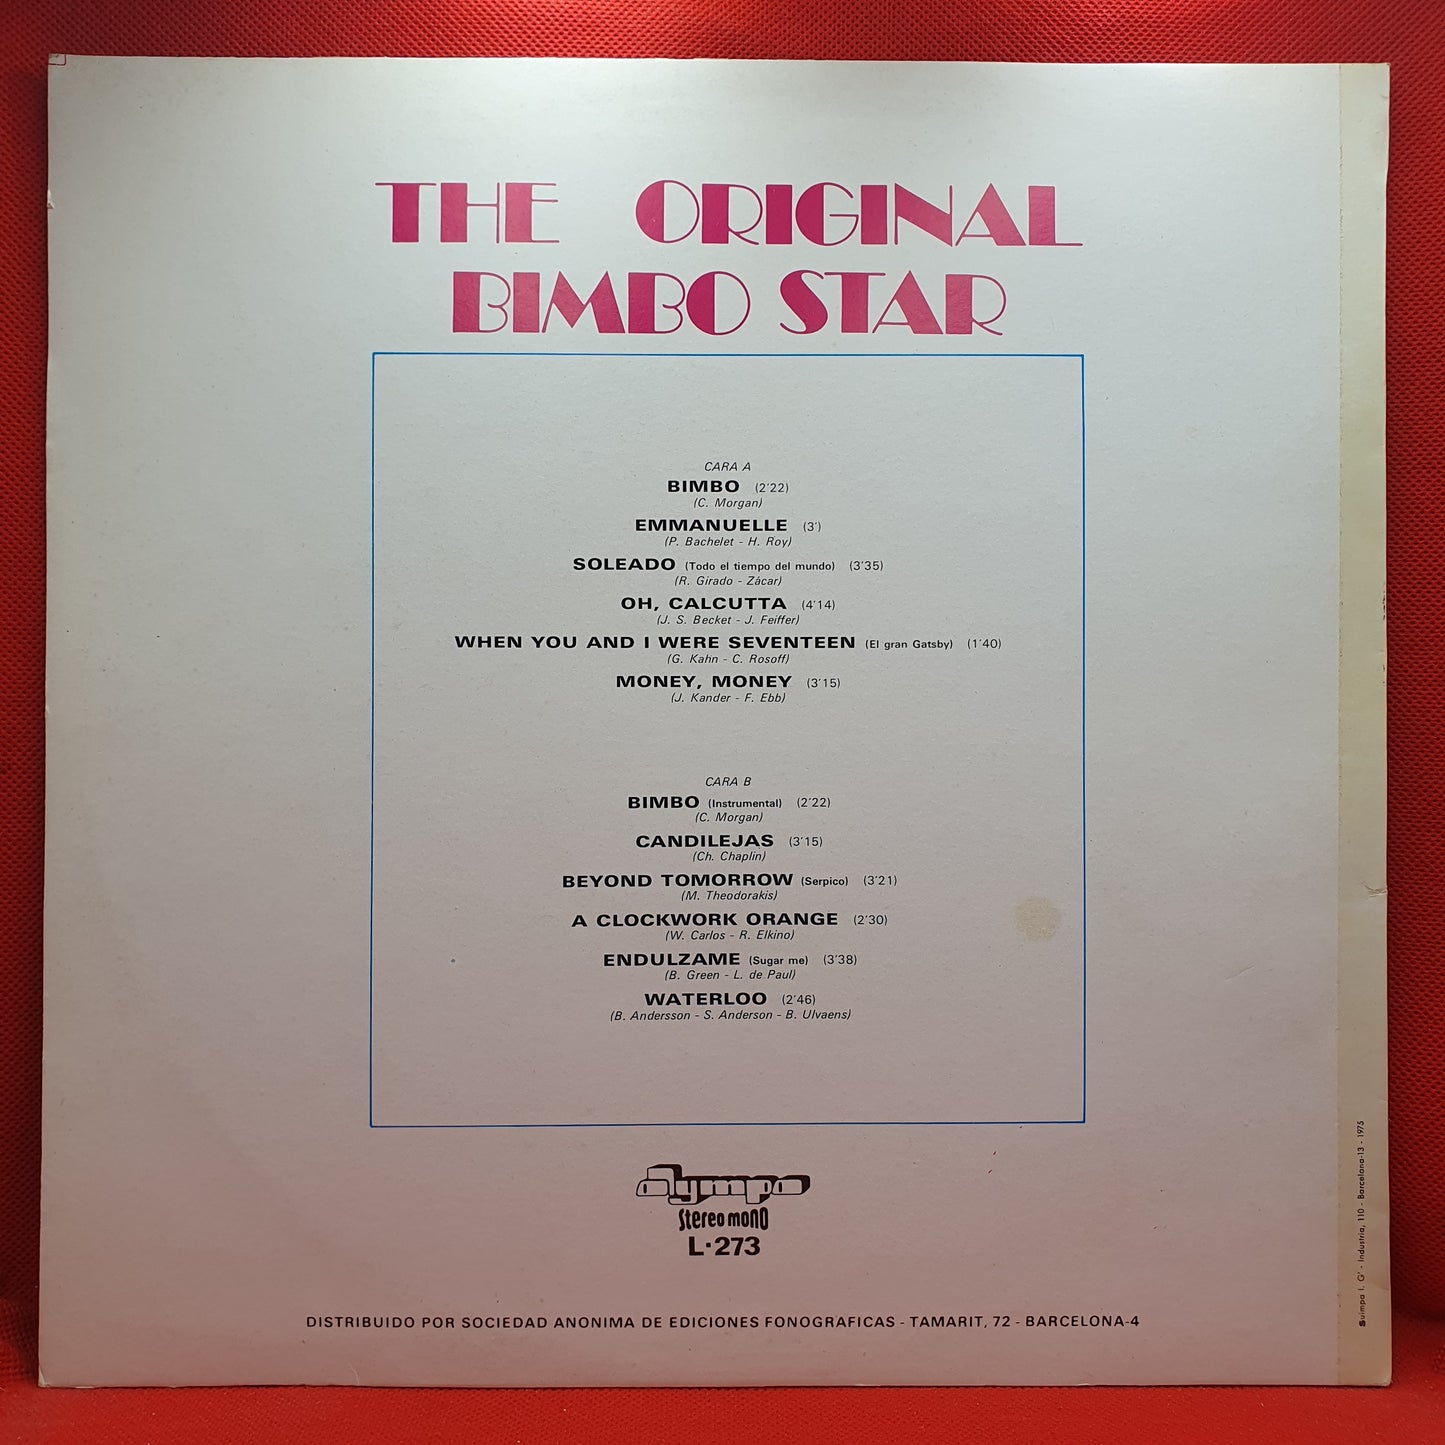 THE ORIGINAL
BIMBO STAR
CARA A
BIMBO (2'22)
(C. Morgan)
EMMANUELLE (3')
(P. Bachelet - H. Roy)
SOLEADO (Todo el tiempo del mundo) (3'35)
(R. Girado - Zácar)
OH, CALCUTTA (4'14)
(J. S. Becket - J. Feiffer)
WHEN YOU AND I WERE SEVENTEEN (El gran Gatsby) (1'40)
(G. Kahn - C. Rosoff)
MONEY, MONEY (3'15)
(J. Kander - F. Ebb)
CARA B
BIMBO (Instrumental) (2'22)
(C. Morgan)
CANDILEJAS (3'15)
(Ch. Chaplin)
BEYOND TOMORROW (Serpico) (3'21)
(M. Theodorakis)
A CLOCKWORK ORANGE (2'30)
(W. Carlos - R. Elkino)
ENDULZAME (Sugar me) (3'38)
(B. Green - L. de Paul)
WATERLOO (2'46)
(B. Andersson - S. Anderson - B. Ulvaens)
Olympo
Stereo mono
L·273
DISTRIBUIDO POR SOCIEDAD ANONIMA DE EDICIONES FONOGRAFICAS - TAMARIT, 72 - BARCELONA-4
Suimpa I. G' - Industria, 110 - Barcelona-13 - 1975